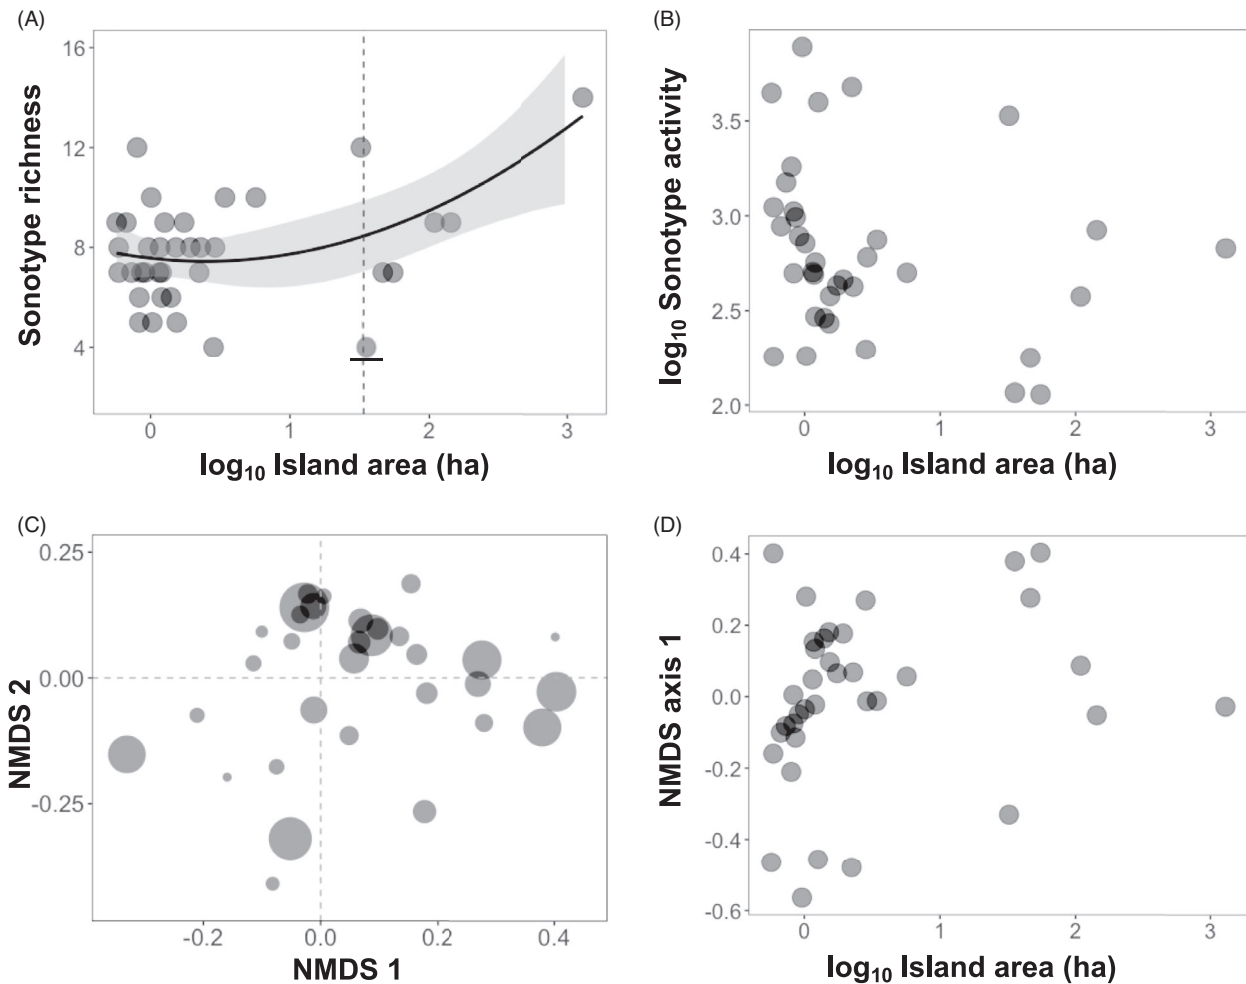 (A)
16
12
8
4
Sonotype richness
0 1 2 3
log₁₀ Island area (ha)
(B)
3.5
3.0
2.5
2.0
log₁₀ Sonotype activity
0 1 2 3
log₁₀ Island area (ha)
(C)
0.25
0.00
-0.25
NMDS 2
-0.2 0.0 0.2 0.4
NMDS 1
(D)
0.4
0.2
0.0
-0.2
-0.4
-0.6
NMDS axis 1
0 1 2 3
log₁₀ Island area (ha)